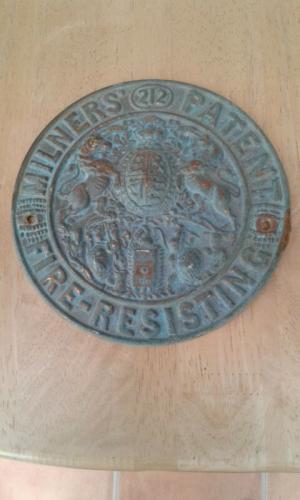 MILNERS' 212 PATENT
FIRE-RESISTING